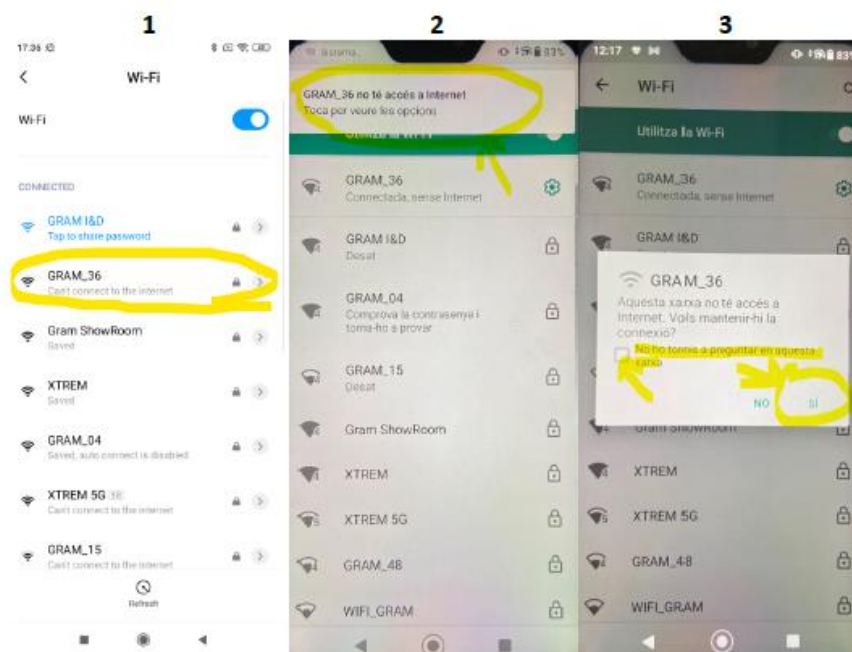 1
17:36
Wi-Fi
Wi-Fi
CONNECTED
GRAM I&D
Tap to share password
GRAM_36
Can't connect to the internet
Gram ShowRoom
Saved
XTREM
Saved
GRAM_04
Saved, auto connect is disabled
XTREM 5G
Can't connect to the internet
GRAM_15
Can't connect to the internet
Refresh
2
83%
GRAM_36 no té accés a Internet
Toca per veure les opcions
Utilitza la Wi-Fi
GRAM_36
Connectada, sense Internet
GRAM I&D
Desat
GRAM_04
Comprova la contrasenya i
torna-ho a provar
GRAM_15
Desat
Gram ShowRoom
XTREM
XTREM 5G
GRAM_48
WIFI_GRAM
3
12:17
83%
Wi-Fi
Utilitza la Wi-Fi
GRAM_36
Connectada, sense Internet
GRAM I&D
GRAM_36
Aquesta xarxa no té accés a
Internet. Vols mantenir-hi la
connexió?
No ho tornis a preguntar en aquesta
xarxa
NO
SÍ
Gram ShowRoom
XTREM
XTREM 5G
GRAM_48
WIFI_GRAM